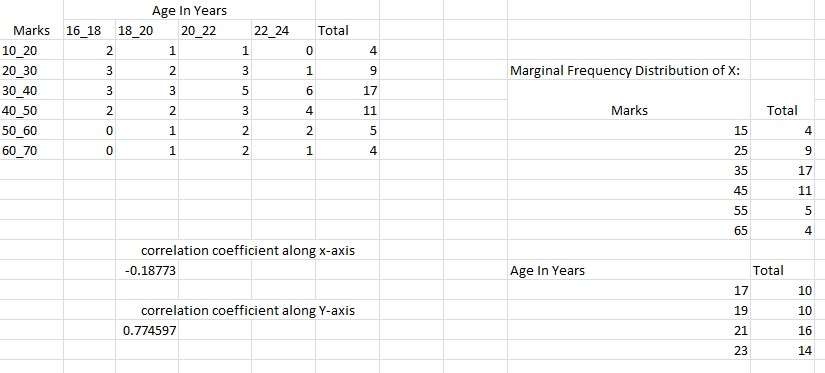 Age In Years
Marks 16_18 18_20 20_22 22_24 Total
10_20 2 1 1 0 4
20_30 3 2 3 1 9 Marginal Frequency Distribution of X:
30_40 3 3 5 6 17
40_50 2 2 3 4 11 Marks Total
50_60 0 1 2 2 5 15 4
60_70 0 1 2 1 4 25 9
35 17
45 11
55 5
65 4
correlation coefficient along x-axis
-0.18773 Age In Years Total
17 10
correlation coefficient along Y-axis 19 10
0.774597 21 16
23 14